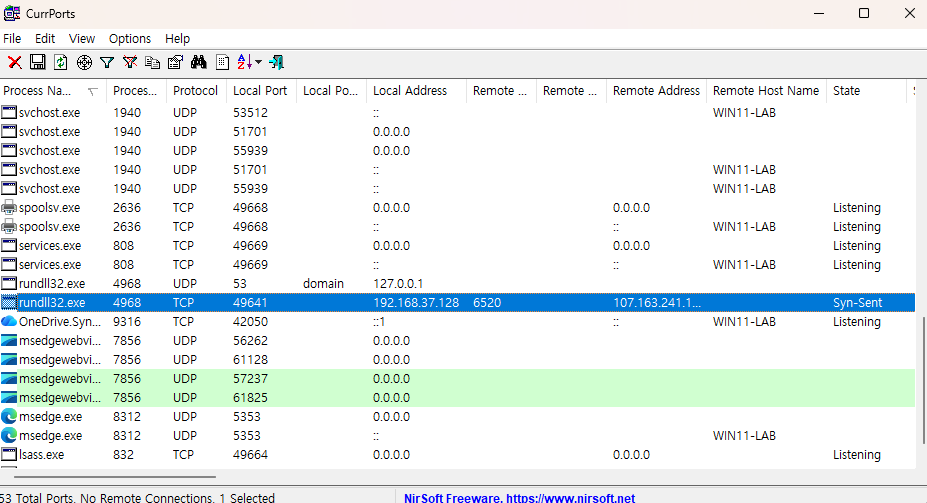 CurrPorts
File Edit View Options Help
Process Na... Proces... Protocol Local Port Local Po... Local Address Remote ... Remote ... Remote Address Remote Host Name State
svchost.exe 1940 UDP 53512 :: WIN11-LAB
svchost.exe 1940 UDP 51701 0.0.0.0
svchost.exe 1940 UDP 55939 0.0.0.0
svchost.exe 1940 UDP 51701 :: WIN11-LAB
svchost.exe 1940 UDP 55939 :: WIN11-LAB
spoolsv.exe 2636 TCP 49668 0.0.0.0 0.0.0.0 Listening
spoolsv.exe 2636 TCP 49668 :: :: WIN11-LAB Listening
services.exe 808 TCP 49669 0.0.0.0 0.0.0.0 Listening
services.exe 808 TCP 49669 :: :: WIN11-LAB Listening
rundll32.exe 4968 UDP 53 domain 127.0.0.1
rundll32.exe 4968 TCP 49641 192.168.37.128 6520 107.163.241.1... Syn-Sent
OneDrive.Syn... 9316 TCP 42050 ::1 :: WIN11-LAB Listening
msedgewebvi... 7856 UDP 56262 0.0.0.0
msedgewebvi... 7856 UDP 61128 0.0.0.0
msedgewebvi... 7856 UDP 57237 0.0.0.0
msedgewebvi... 7856 UDP 61825 0.0.0.0
msedge.exe 8312 UDP 5353 0.0.0.0
msedge.exe 8312 UDP 5353 :: WIN11-LAB
lsass.exe 832 TCP 49664 0.0.0.0 0.0.0.0 Listening
53 Total Ports, No Remote Connections, 1 Selected NirSoft Freeware. https://www.nirsoft.net